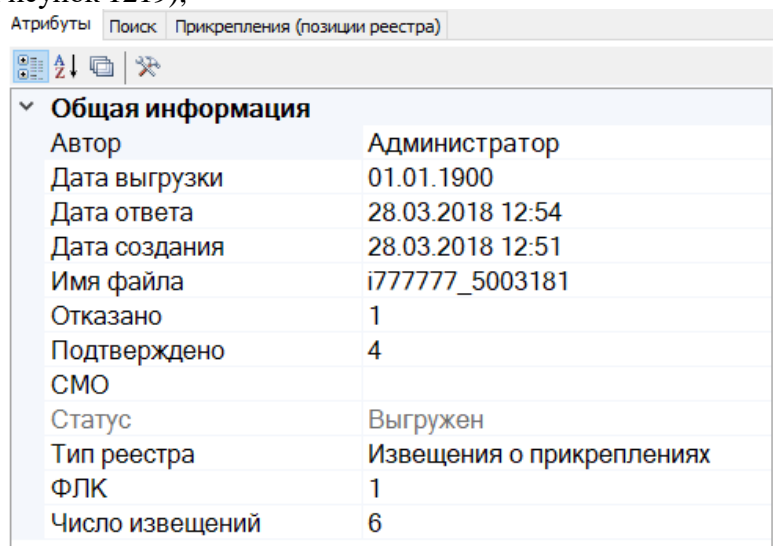 1219),
Атрибуты Поиск Прикрепления (позиции реестра)
Общая информация
Автор Администратор
Дата выгрузки 01.01.1900
Дата ответа 28.03.2018 12:54
Дата создания 28.03.2018 12:51
Имя файла i777777_5003181
Отказано 1
Подтверждено 4
СМО
Статус Выгружен
Тип реестра Извещения о прикреплениях
ФЛК 1
Число извещений 6